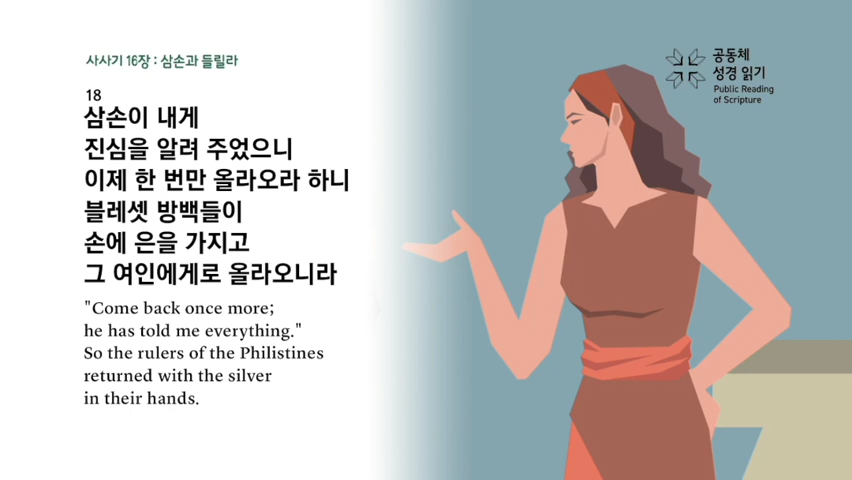 사사기 16장 : 삼손과 들릴라
18
삼손이 내게
진심을 알려 주었으니
이제 한 번만 올라오라 하니
블레셋 방백들이
손에 은을 가지고
그 여인에게로 올라오니라
"Come back once more;
he has told me everything."
So the rulers of the Philistines
returned with the silver
in their hands.
공동체
성경 읽기
Public Reading
of Scripture